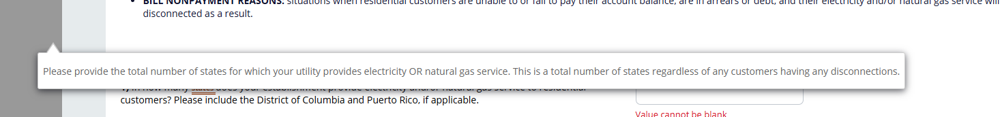 BILL NONPAYMENT REASONS: situations when residential customers are unable to or fail to pay their account balance, are in arrears or debt, and their electricity and/or natural gas service will
disconnected as a result.
Please provide the total number of states for which your utility provides electricity OR natural gas service. This is a total number of states regardless of any customers having any disconnections.
In how many states does your establishment provide electricity and/or natural gas service to residential
customers? Please include the District of Columbia and Puerto Rico, if applicable.
Value cannot be blank